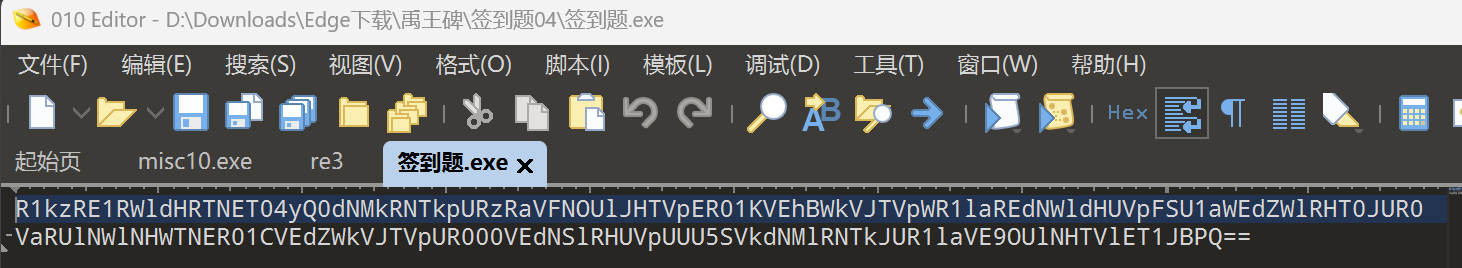 010 Editor - D:\Downloads\Edge下载\禹王碑\签到题04\签到题.exe
文件(F) 编辑(E) 搜索(S) 视图(V) 格式(O) 脚本(I) 模板(L) 调试(D) 工具(T) 窗口(W) 帮助(H)
Hex
起始页 misc10.exe re3 签到题.exe
R1kzRE1RWldHRTNET04yQ0dNMkRNTkpURzRaVFNOUlJHTVpER01KVEhBWkVJTVpWR1laREdNWldHUVpFSU1aWEdZWlRHT0JUR0
VaRUlNWlNHWTNER01CVEdZWkVJTVpUR000VEdNSlRHUVpUUU5SVkdNMlRNTkJUR1laVE9OUlNHTVlET1JBPQ==